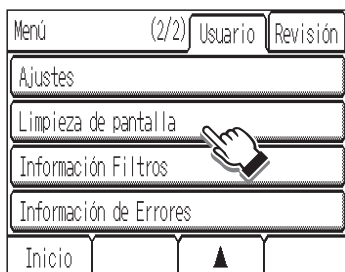 Menú (2/2) Usuario Revisión
Ajustes
Limpieza de pantalla
Información Filtros
Información de Errores
Inicio ▲